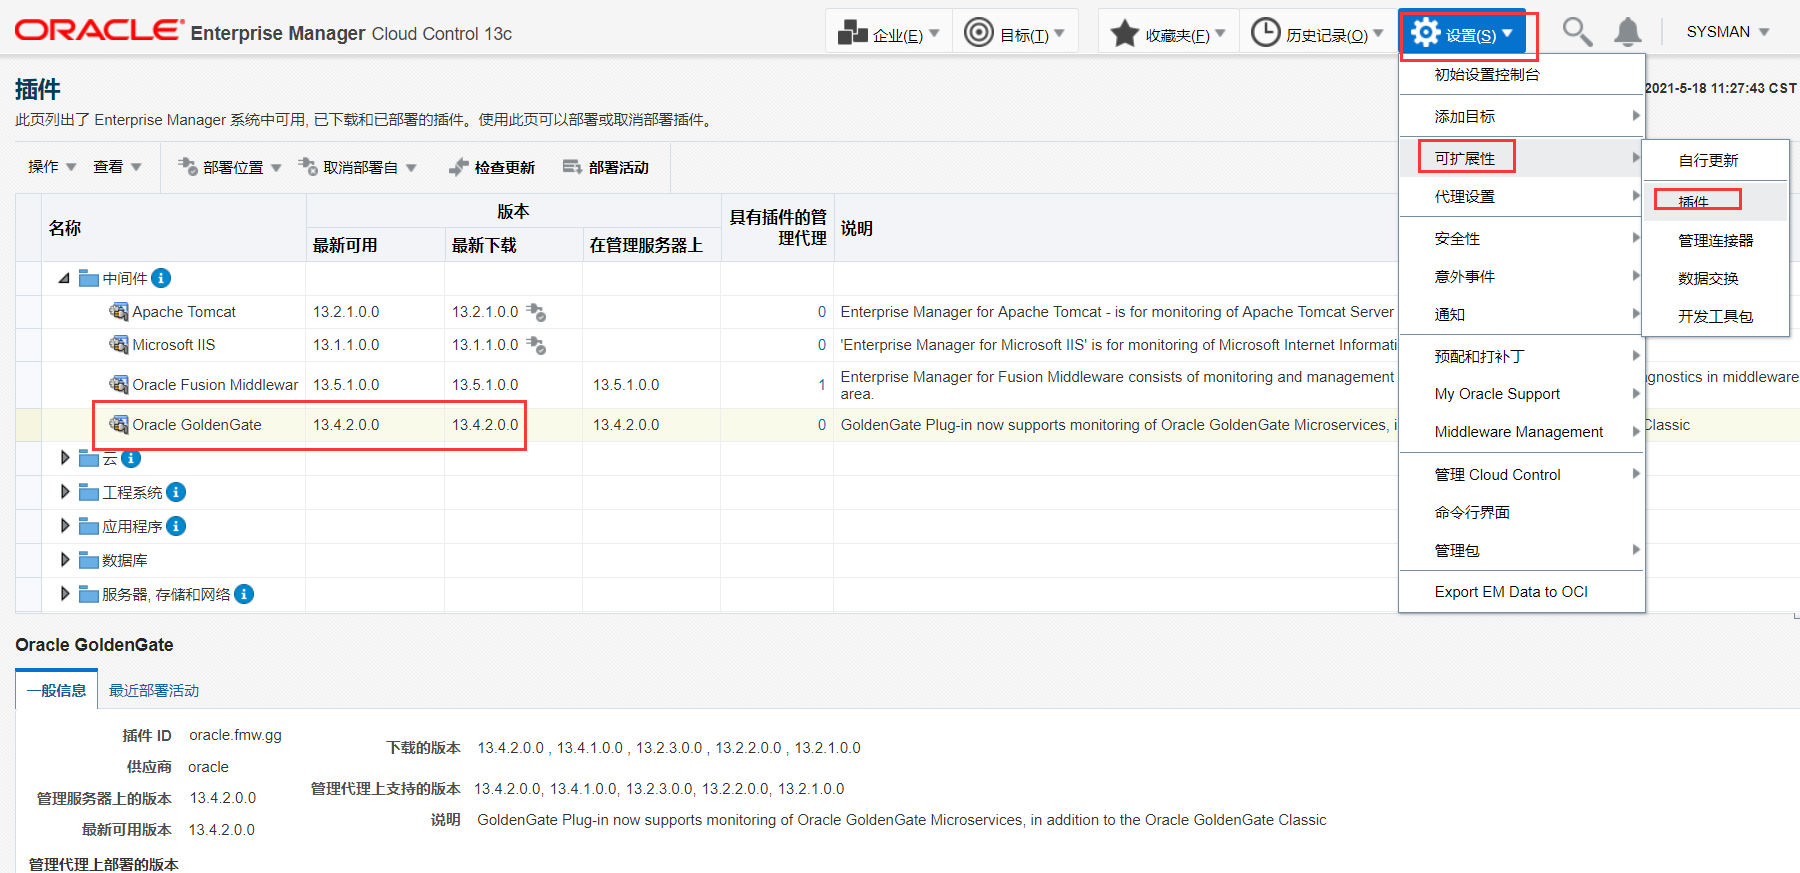 ORACLE Enterprise Manager Cloud Control 13c
企业(E) 目标(T) 收藏夹(F) 历史记录(O) 设置(S) SYSMAN
插件
2021-5-18 11:27:43 CST
此页列出了 Enterprise Manager 系统中可用, 已下载和已部署的插件。使用此页可以部署或取消部署插件。
操作 查看 部署位置 取消部署自 检查更新 部署活动
名称 版本 具有插件的管理代理 说明
最新可用 最新下载 在管理服务器上
中间件
Apache Tomcat 13.2.1.0.0 13.2.1.0.0 0 Enterprise Manager for Apache Tomcat - is for monitoring of Apache Tomcat Server
Microsoft IIS 13.1.1.0.0 13.1.1.0.0 0 'Enterprise Manager for Microsoft IIS' is for monitoring of Microsoft Internet Informati
Oracle Fusion Middlewar 13.5.1.0.0 13.5.1.0.0 13.5.1.0.0 1 Enterprise Manager for Fusion Middleware consists of monitoring and management gnostics in middleware
area.
Oracle GoldenGate 13.4.2.0.0 13.4.2.0.0 13.4.2.0.0 0 GoldenGate Plug-in now supports monitoring of Oracle GoldenGate Microservices, i Classic
云
工程系统
应用程序
数据库
服务器, 存储和网络
初始设置控制台
添加目标
可扩展性
代理设置
安全性
意外事件
通知
预配和打补丁
My Oracle Support
Middleware Management
管理 Cloud Control
命令行界面
管理包
Export EM Data to OCI
自行更新
插件
管理连接器
数据交换
开发工具包
Oracle GoldenGate
一般信息 最近部署活动
插件 ID oracle.fmw.gg
供应商 oracle
管理服务器上的版本 13.4.2.0.0
最新可用版本 13.4.2.0.0
管理代理上部署的版本
下载的版本 13.4.2.0.0 , 13.4.1.0.0 , 13.2.3.0.0 , 13.2.2.0.0 , 13.2.1.0.0
管理代理上支持的版本 13.4.2.0.0, 13.4.1.0.0, 13.2.3.0.0, 13.2.2.0.0, 13.2.1.0.0
说明 GoldenGate Plug-in now supports monitoring of Oracle GoldenGate Microservices, in addition to the Oracle GoldenGate Classic